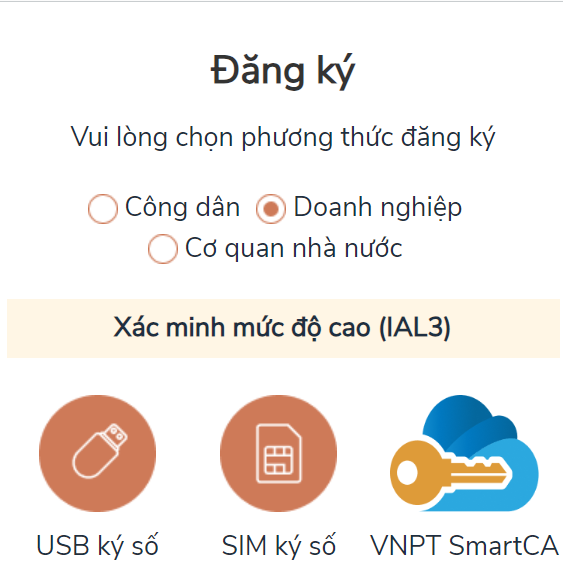 Đăng ký
Vui lòng chọn phương thức đăng ký
Công dân Doanh nghiệp
Cơ quan nhà nước
Xác minh mức độ cao (IAL3)
USB ký số SIM ký số VNPT SmartCA